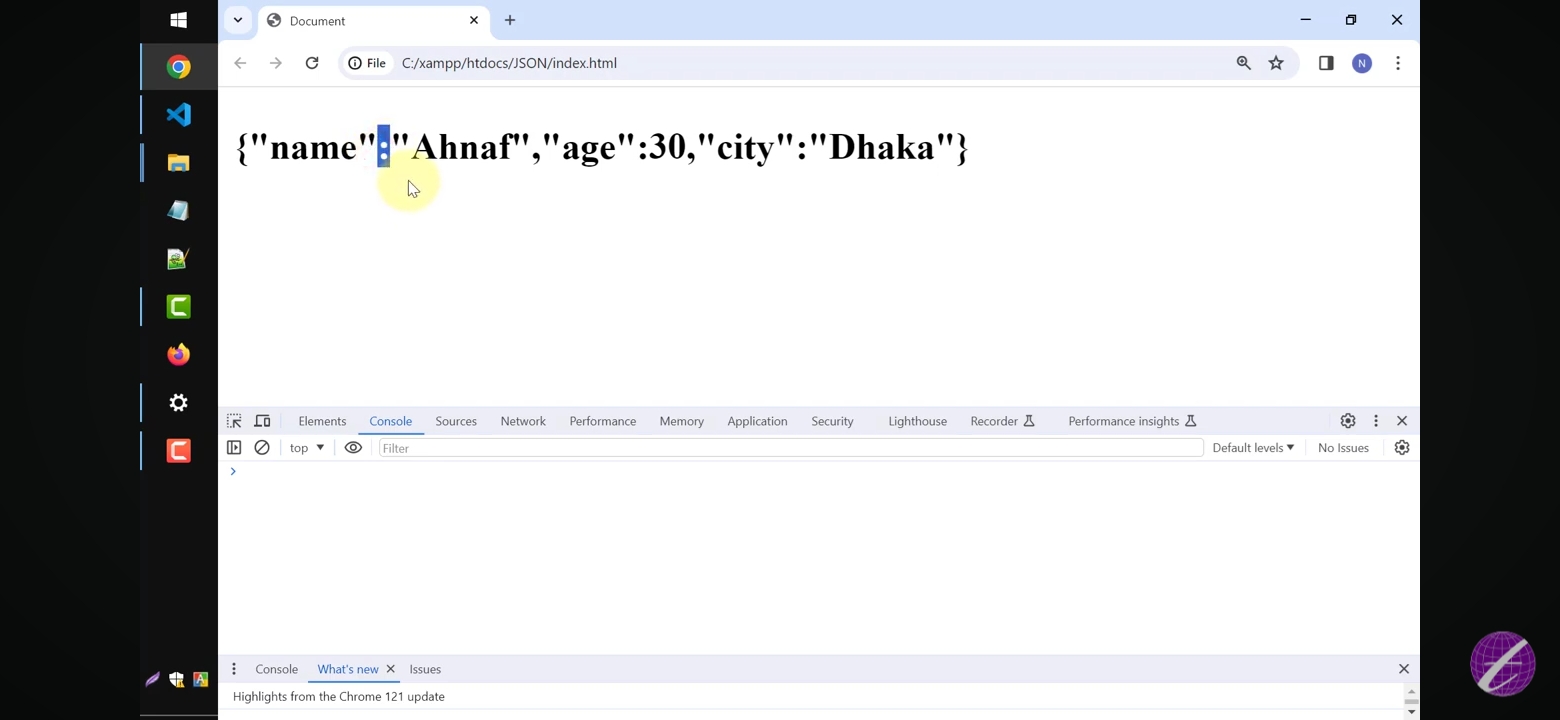 Document
File C:/xampp/htdocs/JSON/index.html
N
{"name":"Ahnaf","age":30,"city":"Dhaka"}
Elements Console Sources Network Performance Memory Application Security Lighthouse Recorder Performance insights
top Filter Default levels No Issues
Console What's new Issues
Highlights from the Chrome 121 update